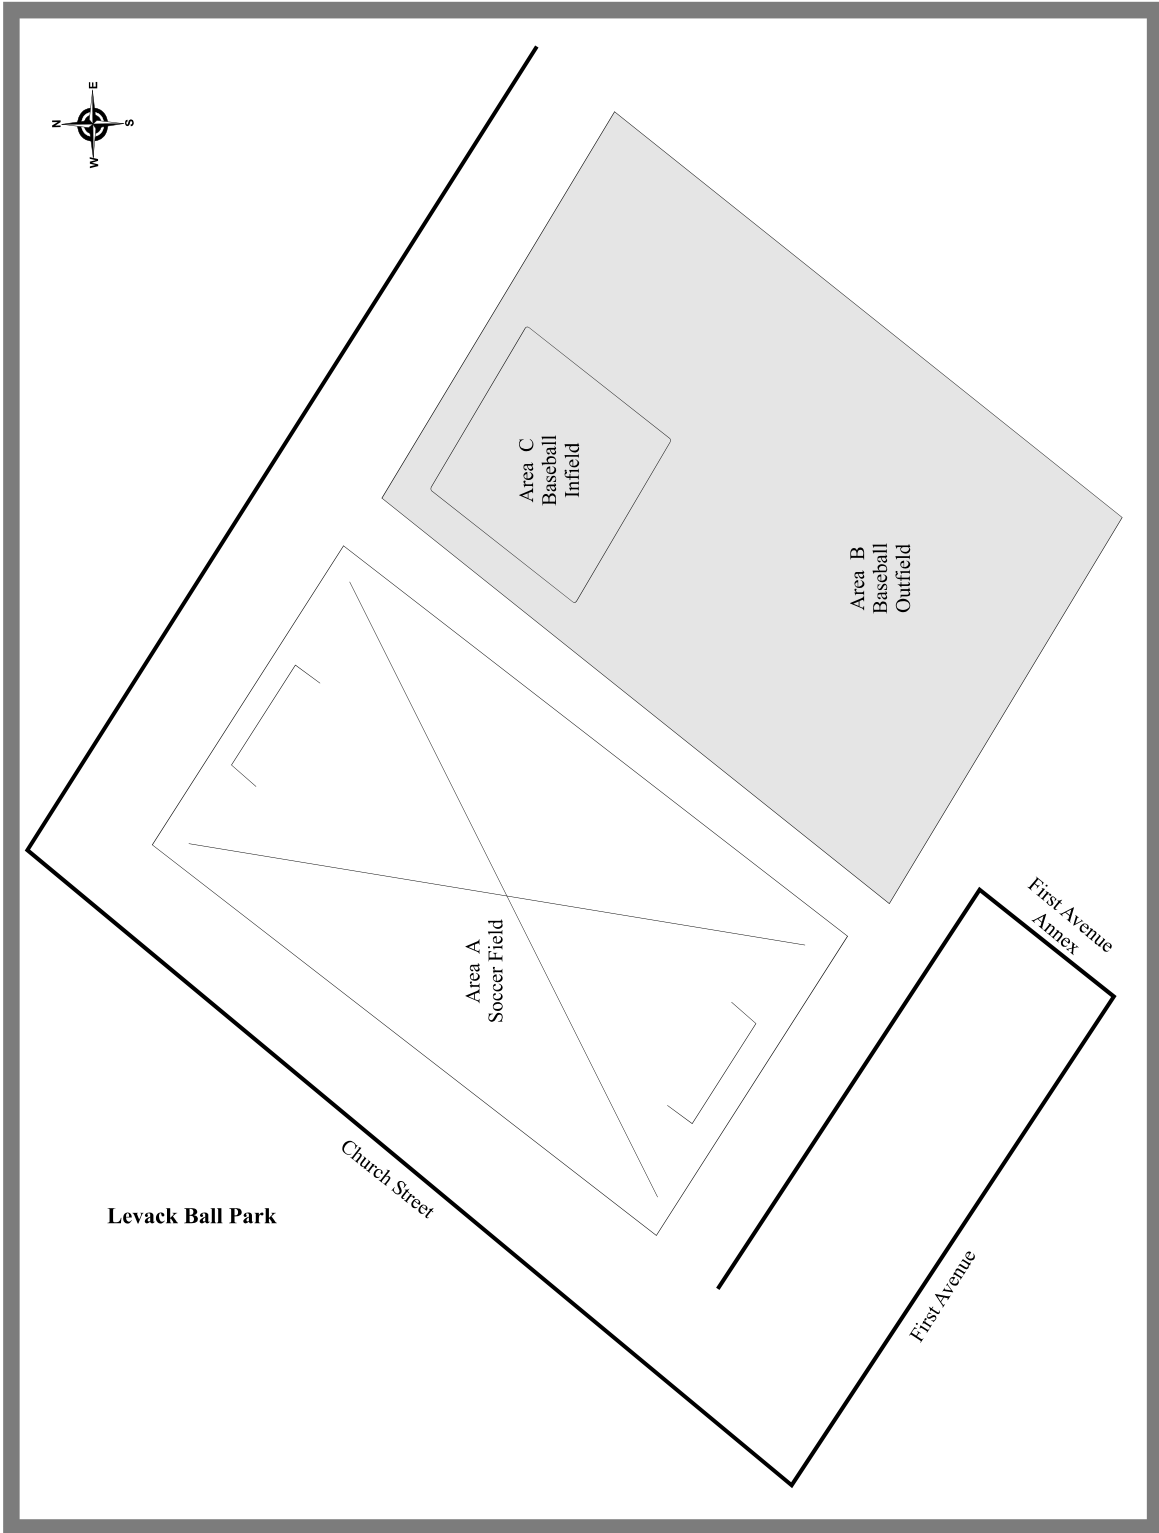 E
N
S
W
Area C
Baseball
Infield
Area B
Baseball
Outfield
First Avenue
Annex
Area A
Soccer Field
Church Street
Levack Ball Park
First Avenue